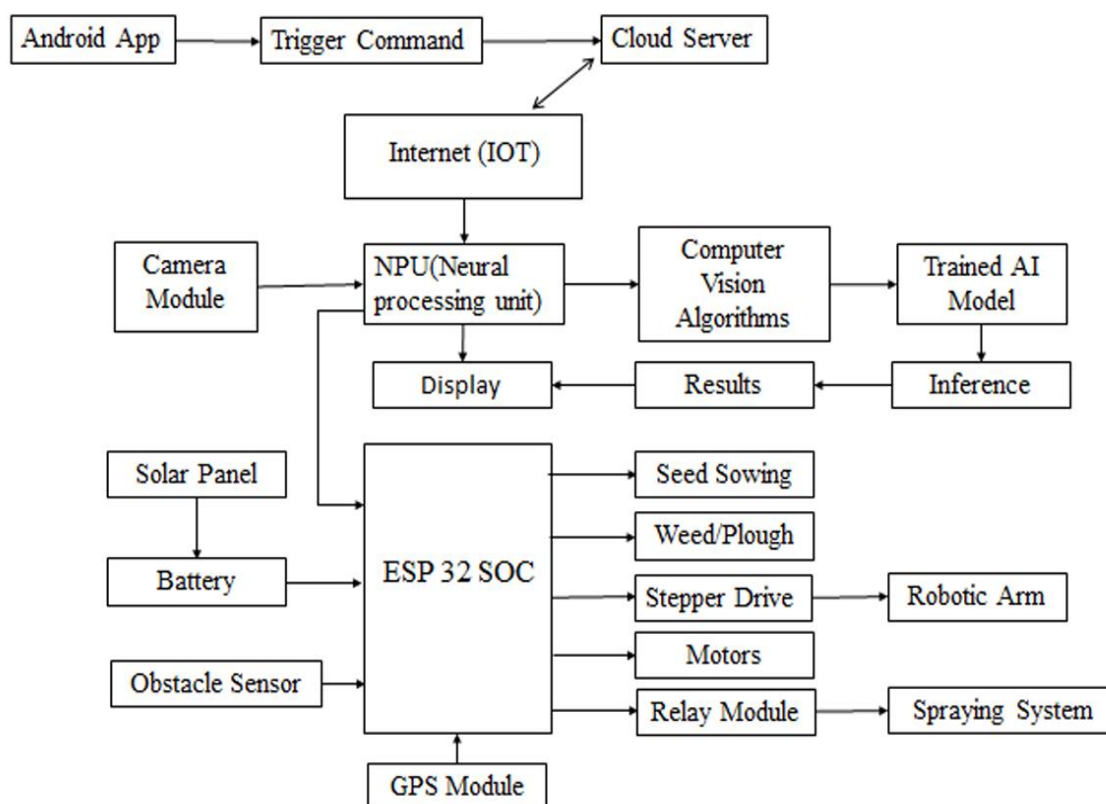 Android App
Trigger Command
Cloud Server
Internet (IOT)
Camera
Module
NPU(Neural
processing unit)
Computer
Vision
Algorithms
Trained AI
Model
Display
Results
Inference
Solar Panel
Battery
Obstacle Sensor
ESP 32 SOC
GPS Module
Seed Sowing
Weed/Plough
Stepper Drive
Robotic Arm
Motors
Relay Module
Spraying System